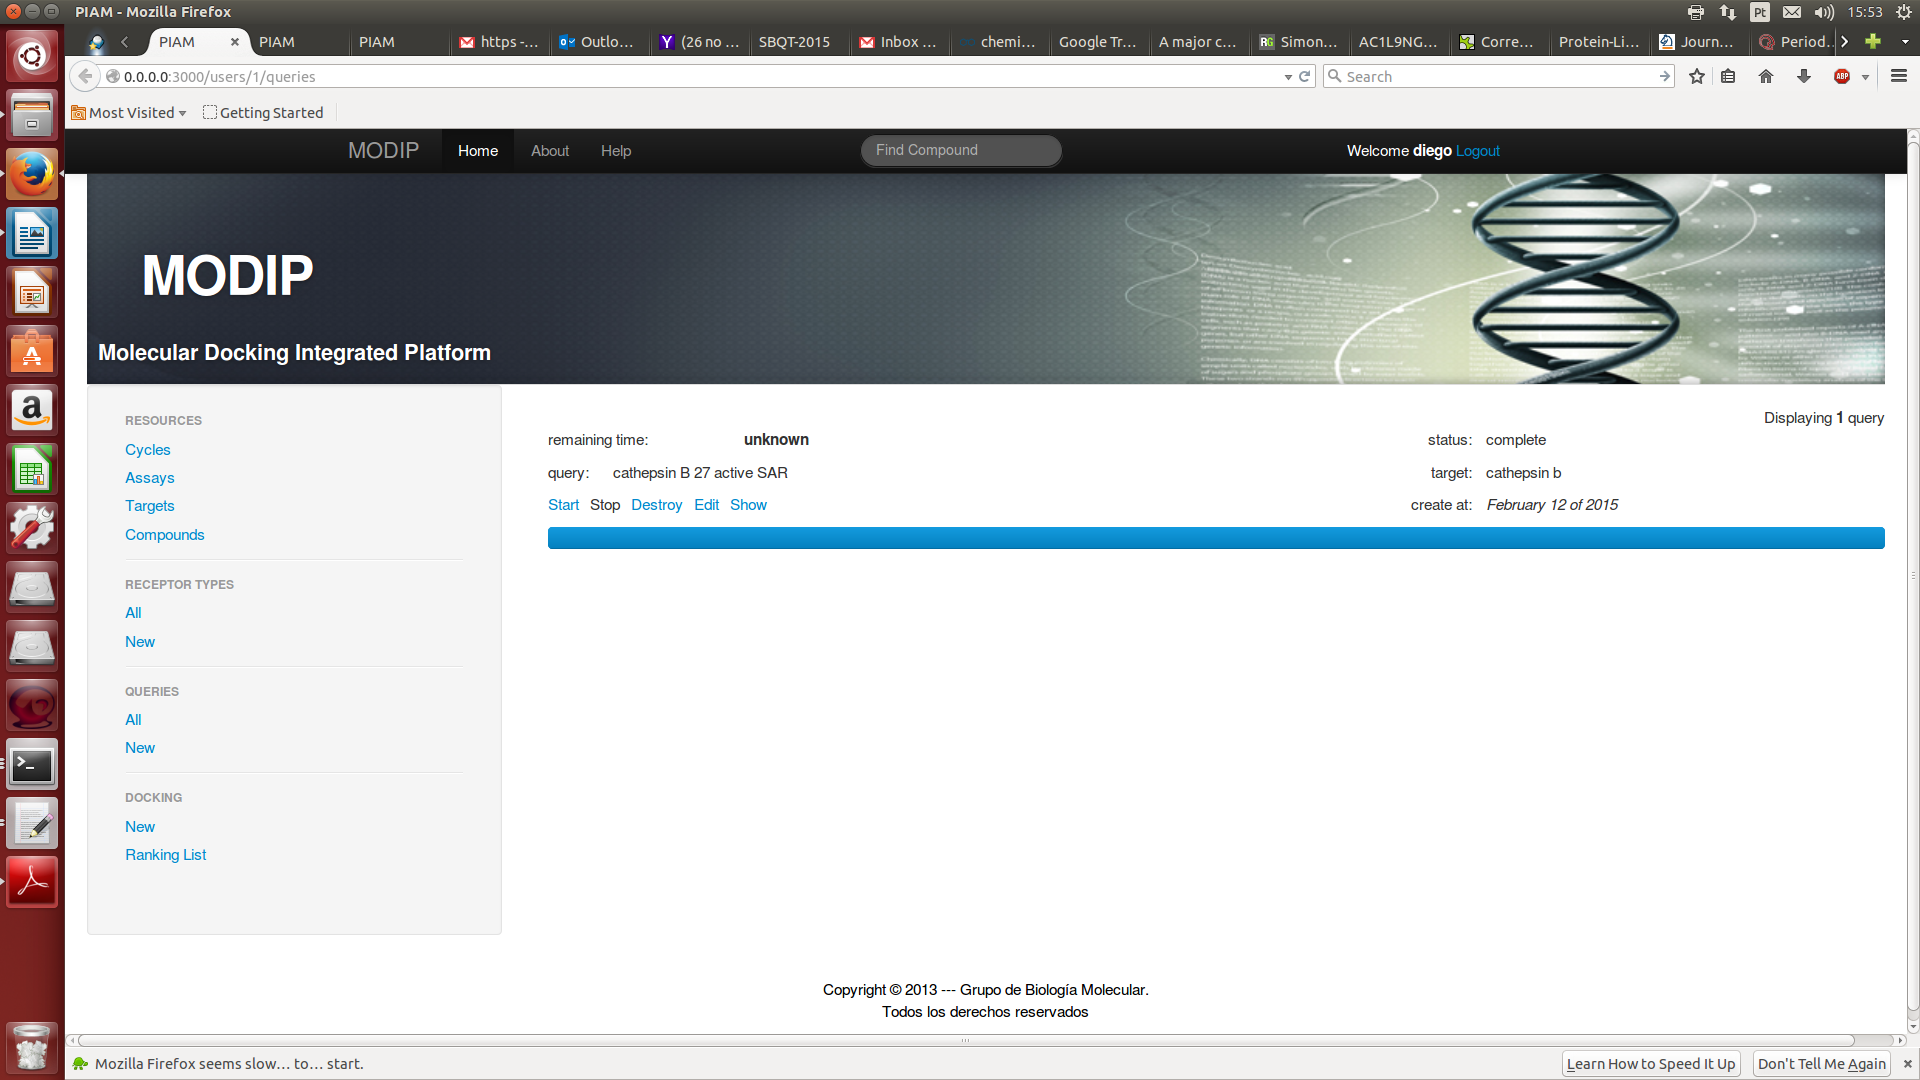 PIAM - Mozilla Firefox
Pt
15:53
PIAM
PIAM
PIAM
https -...
Outlo...
(26 no ...
SBQT-2015
Inbox ...
chemi...
Google Tr...
A major c...
Simon...
AC1L9NG...
Corre...
Protein-Li...
Journ...
Period...
0.0.0.0:3000/users/1/queries
Search
ABP
Most Visited
Getting Started
MODIP
Home
About
Help
Find Compound
Welcome diego Logout
MODIP
Molecular Docking Integrated Platform
RESOURCES
Cycles
Assays
Targets
Compounds
RECEPTOR TYPES
All
New
QUERIES
All
New
DOCKING
New
Ranking List
Displaying 1 query
remaining time: unknown
status: complete
query: cathepsin B 27 active SAR
target: cathepsin b
Start Stop Destroy Edit Show
create at: February 12 of 2015
Copyright © 2013 --- Grupo de Biología Molecular.
Todos los derechos reservados
Mozilla Firefox seems slow... to... start.
Learn How to Speed It Up
Don't Tell Me Again